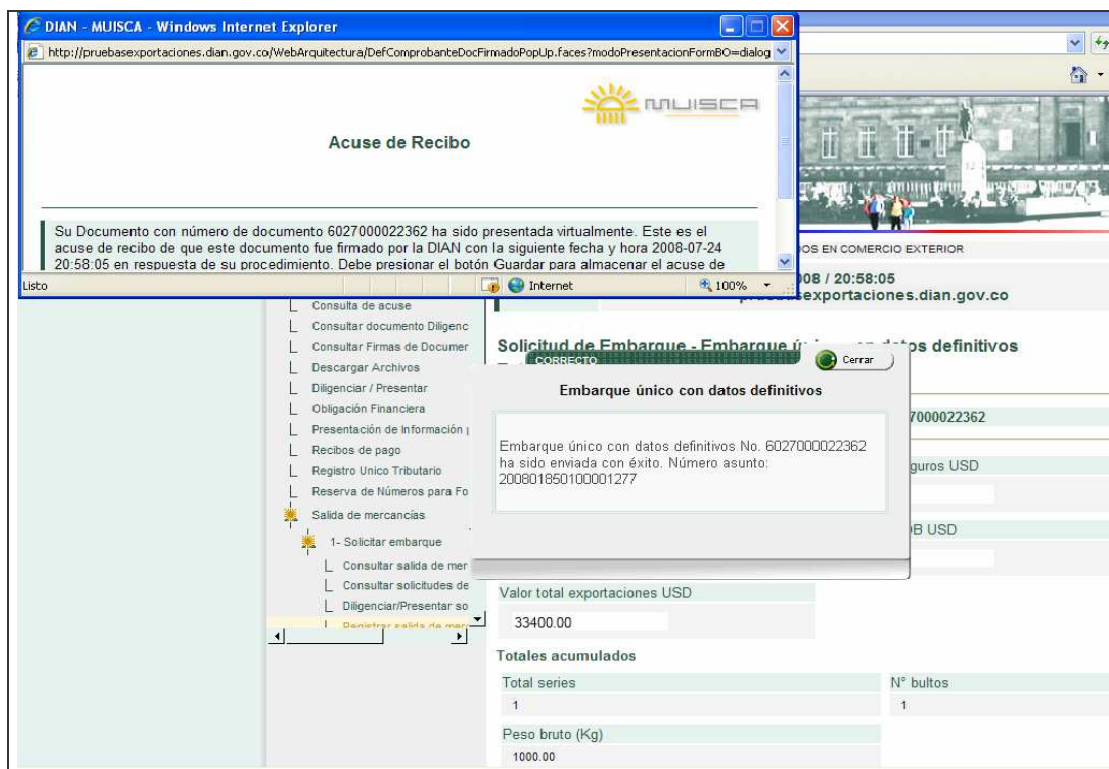 DIAN - MUISCA - Windows Internet Explorer
http://pruebasexportaciones.dian.gov.co/WebArquitectura/DefComprobanteDocFirmadoPopUp.faces?modoPresentacionFormBO=dialog
MUISCA
Acuse de Recibo
Su Documento con número de documento 6027000022362 ha sido presentada virtualmente. Este es el
acuse de recibo de que este documento fue firmado por la DIAN con la siguiente fecha y hora 2008-07-24
20:58:05 en respuesta de su procedimiento. Debe presionar el botón Guardar para almacenar el acuse de
Listo
Internet
100%
OS EN COMERCIO EXTERIOR
008 / 20:58:05
exportaciones.dian.gov.co
Consulta de acuse
Consultar documento Diligenc
Consultar Firmas de Documer
Descargar Archivos
Diligenciar / Presentar
Obligación Financiera
Presentación de Información p
Recibos de pago
Registro Unico Tributario
Reserva de Números para Fo
Salida de mercancías
1- Solicitar embarque
Consultar salida de mer
Consultar solicitudes de
Diligenciar/Presentar so
Registrar salida de merc
Solicitud de Embarque - Embarque datos definitivos
CORRECTO
Cerrar
Embarque único con datos definitivos
Embarque único con datos definitivos No. 6027000022362
ha sido enviada con éxito. Número asunto:
200801850100001277
7000022362
guros USD
OB USD
Valor total exportaciones USD
33400.00
Totales acumulados
Total series
N° bultos
1
1
Peso bruto (Kg)
1000.00